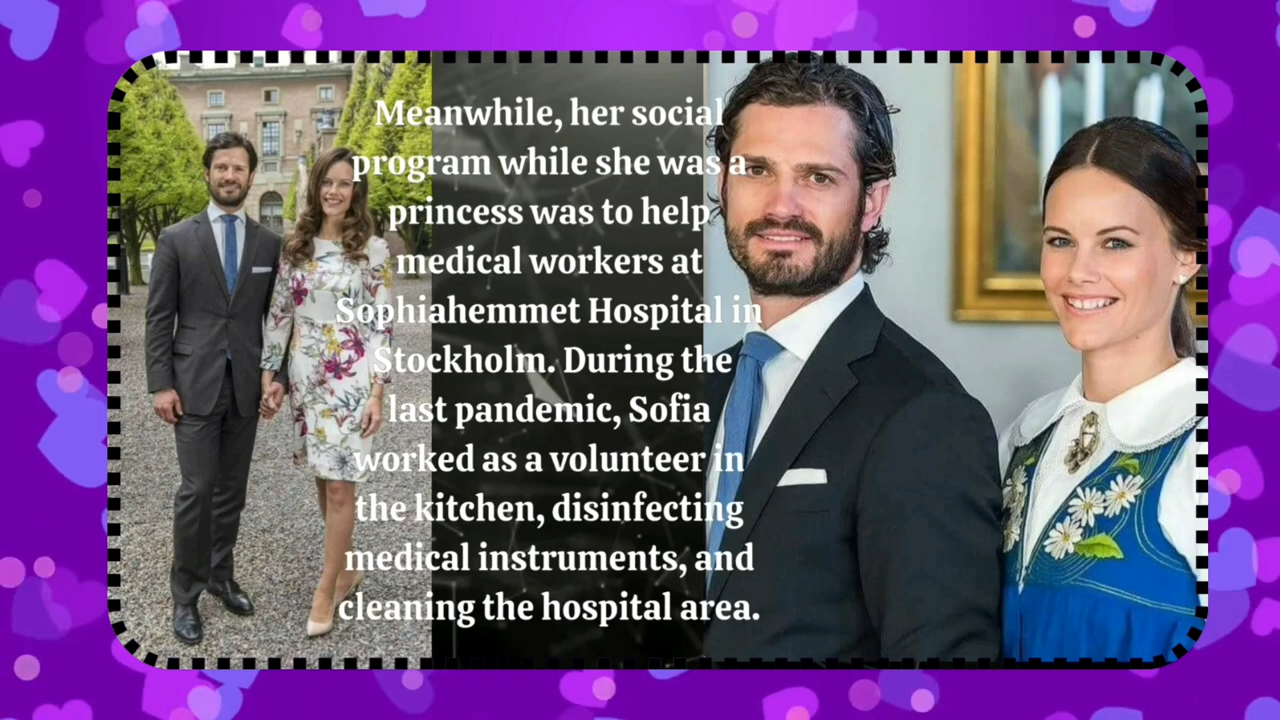 Meanwhile, her social
program while she was a
princess was to help
medical workers at
Sophiahemmet Hospital in
Stockholm. During the
last pandemic, Sofia
worked as a volunteer in
the kitchen, disinfecting
medical instruments, and
cleaning the hospital area.